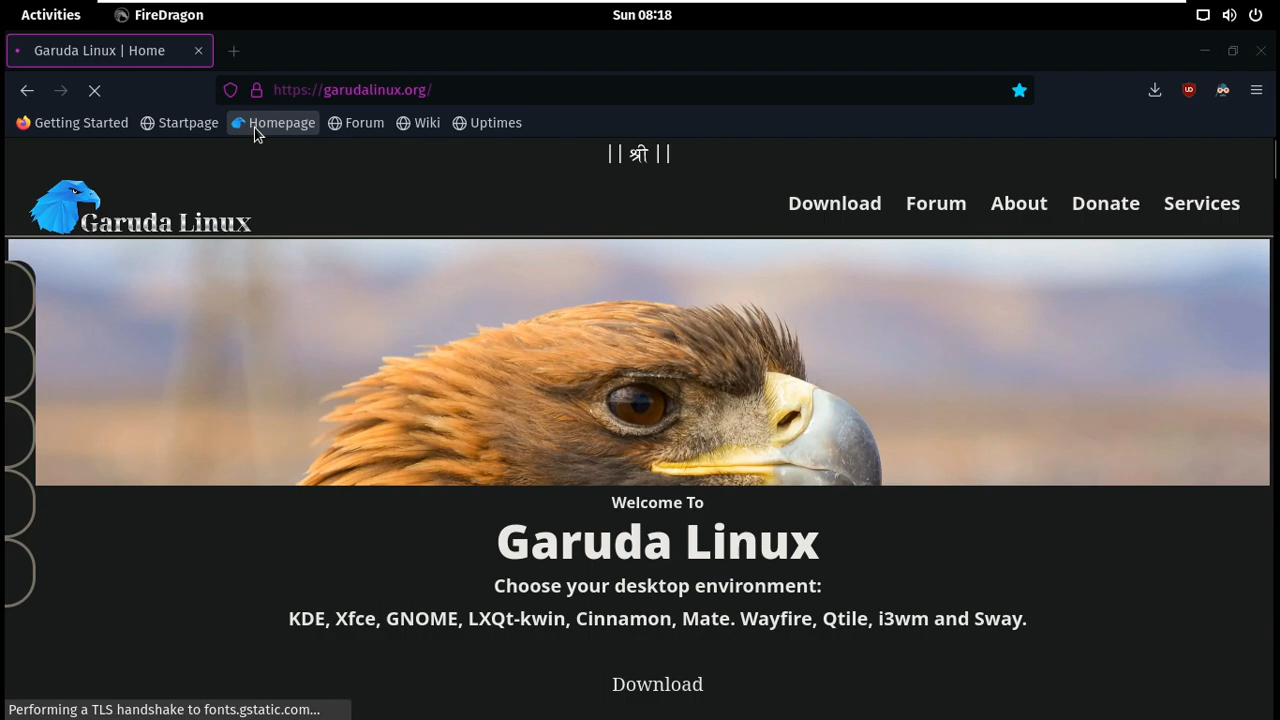 Activities FireDragon Sun 08:18
Garuda Linux | Home
https://garudalinux.org/
Getting Started Startpage Homepage Forum Wiki Uptimes
|| श्री ||
Garuda Linux Download Forum About Donate Services
Welcome To
Garuda Linux
Choose your desktop environment:
KDE, Xfce, GNOME, LXQt-kwin, Cinnamon, Mate. Wayfire, Qtile, i3wm and Sway.
Download
Performing a TLS handshake to fonts.gstatic.com...